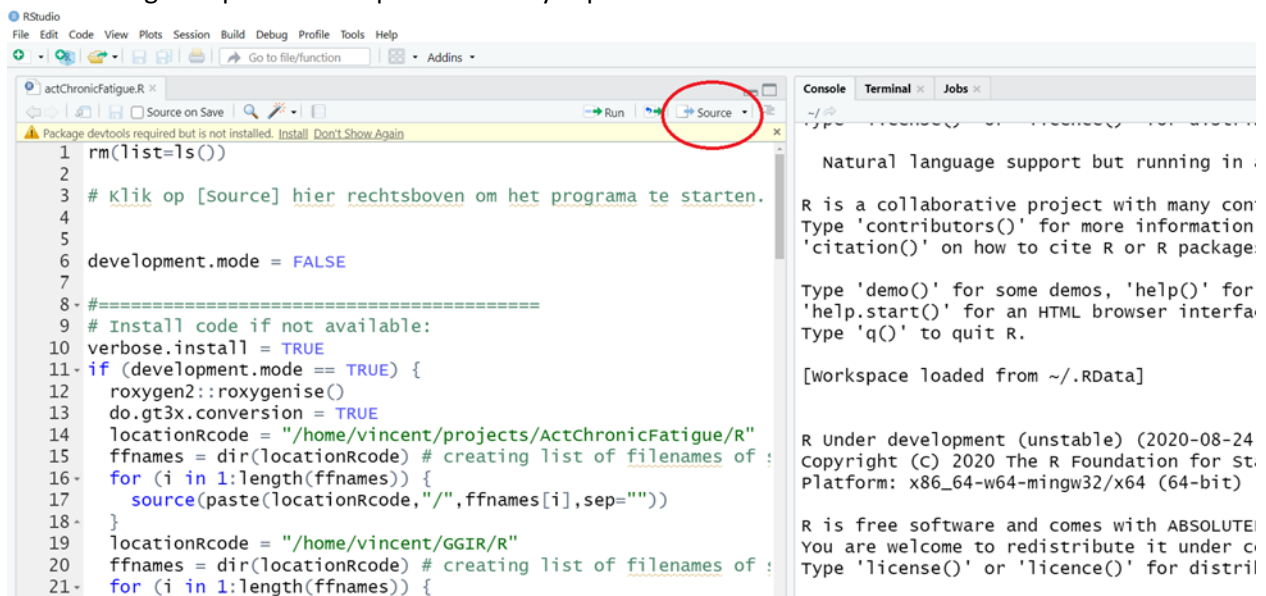 RStudio
File Edit Code View Plots Session Build Debug Profile Tools Help
Go to file/function
Addins
actChronicFatigue.R
Source on Save
Run
Source
Package devtools required but is not installed. Install Don't Show Again
1 rm(list=ls())
2
3 # Klik op [Source] hier rechtsboven om het programa te starten.
4
5
6 development.mode = FALSE
7
8 #=========================================
9 # Install code if not available:
10 verbose.install = TRUE
11 if (development.mode == TRUE) {
12 roxygen2::roxygenise()
13 do.gt3x.conversion = TRUE
14 locationRcode = "/home/vincent/projects/ActChronicFatigue/R"
15 ffnames = dir(locationRcode) # creating list of filenames of
16 for (i in 1:length(ffnames)) {
17 source(paste(locationRcode,"/",ffnames[i],sep=""))
18 }
19 locationRcode = "/home/vincent/GGIR/R"
20 ffnames = dir(locationRcode) # creating list of filenames of
21 for (i in 1:length(ffnames)) {
Console Terminal Jobs
~/
Natural language support but running in
R is a collaborative project with many
Type 'contributors()' for more information
'citation()' on how to cite R or R
Type 'demo()' for some demos, 'help()' for
'help.start()' for an HTML browser
Type 'q()' to quit R.
[Workspace loaded from ~/.RData]
R Under development (unstable) (2020-08-24
Copyright (C) 2020 The R Foundation for
Platform: x86_64-w64-mingw32/x64 (64-bit)
R is free software and comes with
You are welcome to redistribute it under
Type 'license()' or 'licence()' for